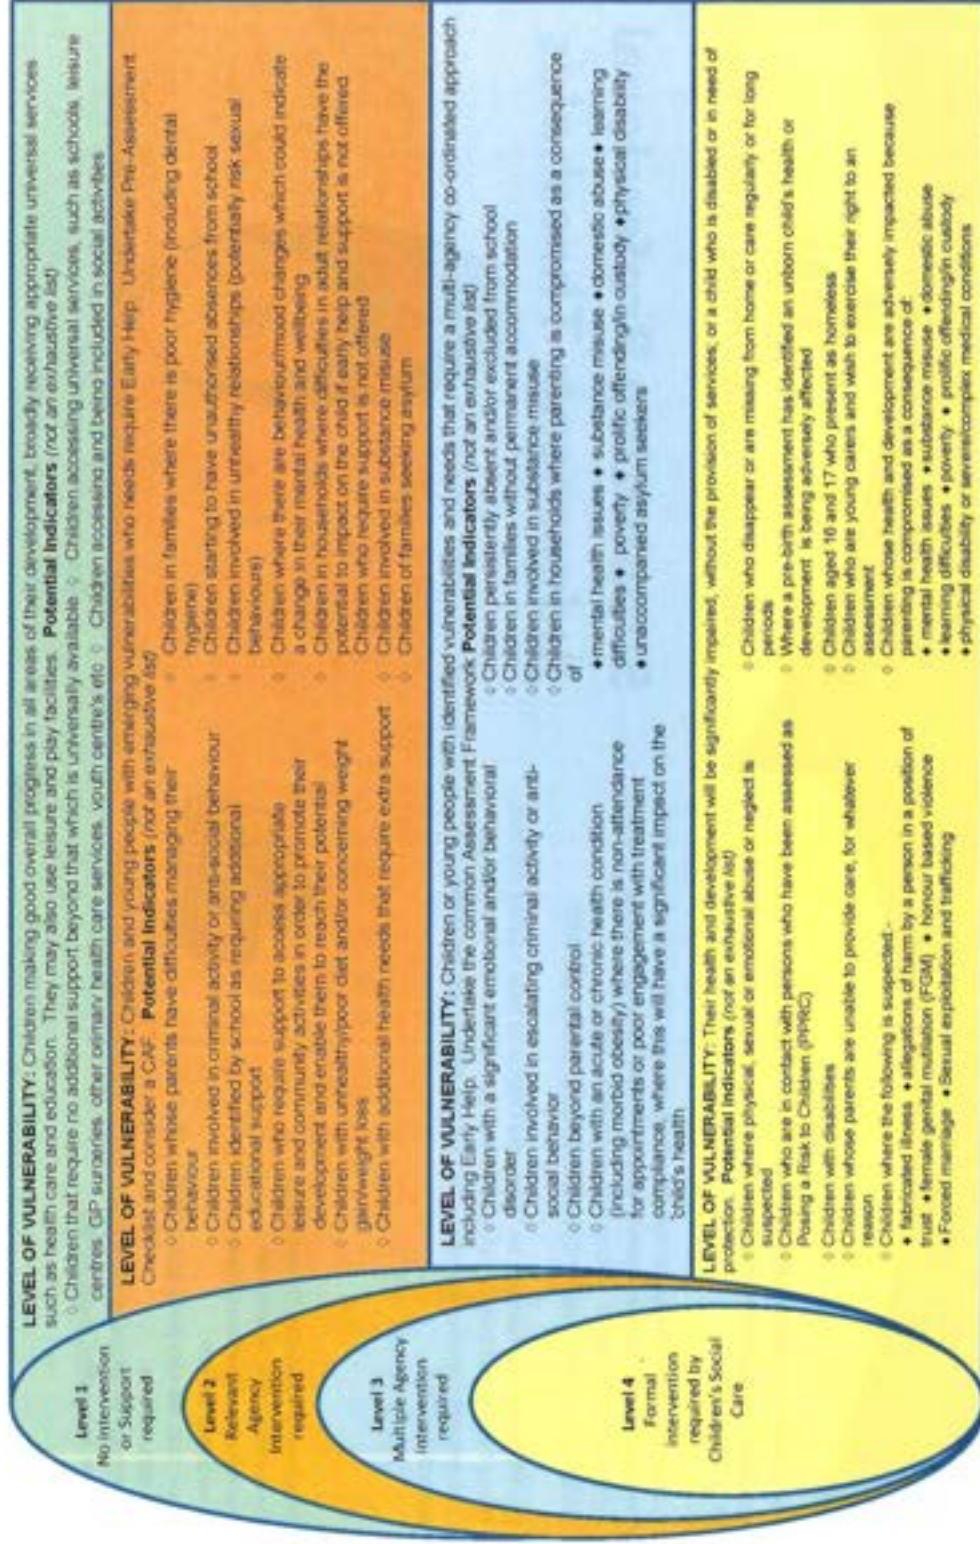 Level 1
No intervention
or Support
required
LEVEL OF VULNERABILITY: Children making good overall progress in all areas of their development, broadly receiving appropriate universal services
such as health care and education. They may also use leisure and play facilities. Potential Indicators (not an exhaustive list)
◊ Children that require no additional support beyond that which is universally available ◊ Children accessing universal services, such as schools, leisure
centres, GP surgeries, other primary health care services, youth centre's etc ◊ Children accessing and being included in social activities
Level 2
Relevant
Agency
Intervention
required
LEVEL OF VULNERABILITY: Children and young people with emerging vulnerabilities who needs require Early Help Undertake Pre-Assessment
Checklist and consider a CAF. Potential Indicators (not an exhaustive list)
◊ Children whose parents have difficulties managing their
behaviour
◊ Children involved in criminal activity or anti-social behaviour
◊ Children identified by school as requiring additional
educational support
◊ Children who require support to access appropriate
leisure and community activities in order to promote their
development and enable them to reach their potential
◊ Children with unhealthy/poor diet and/or concerning weight
gain/weight loss
◊ Children with additional health needs that require extra support
◊ Children in families where there is poor hygiene (including dental
hygiene)
◊ Children starting to have unauthorised absences from school
◊ Children involved in unhealthy relationships (potentially risk sexual
behaviours)
◊ Children where there are behaviour/mood changes which could indicate
a change in their mental health and wellbeing
◊ Children in households where difficulties in adult relationships have the
potential to impact on the child if early help and support is not offered
◊ Children who require support is not offered
◊ Children involved in substance misuse
◊ Children of families seeking asylum
Level 3
Multiple Agency
intervention
required
LEVEL OF VULNERABILITY: Children or young people with identified vulnerabilities and needs that require a multi-agency co-ordinated approach
including Early Help. Undertake the common Assessment Framework Potential Indicators (not an exhaustive list)
◊ Children with a significant emotional and/or behavioral
disorder
◊ Children involved in escalating criminal activity or anti-
social behavior
◊ Children beyond parental control
◊ Children with an acute or chronic health condition
(including morbid obesity) where there is non-attendance
for appointments or poor engagement with treatment
compliance, where this will have a significant impact on the
child's health
◊ Children persistently absent and/or excluded from school
◊ Children in families without permanent accommodation
◊ Children involved in substance misuse
◊ Children in households where parenting is compromised as a consequence
of
♦ mental health issues ♦ substance misuse ♦ domestic abuse ♦ learning
difficulties ♦ poverty ♦ prolific offending/in custody ♦ physical disability
♦ unaccompanied asylum seekers
Level 4
Formal
intervention
required by
Children's Social
Care
LEVEL OF VULNERABILITY: Their health and development will be significantly impaired, without the provision of services, or a child who is disabled or in need of
protection. Potential Indicators (not an exhaustive list)
◊ Children where physical, sexual or emotional abuse or neglect is
suspected
◊ Children who are in contact with persons who have been assessed as
Posing a Risk to Children (PPRC)
◊ Children with disabilities
◊ Children whose parents are unable to provide care, for whatever
reason
◊ Children where the following is suspected:-
♦ fabricated illness ♦ allegations of harm by a person in a position of
trust ♦ female genital mutilation (FGM) ♦ honour based violence
♦ Forced marriage ♦ Sexual exploitation and trafficking
◊ Children who disappear or are missing from home or care regularly or for long
periods
◊ Where a pre-birth assessment has identified an unborn child's health or
development is being adversely affected
◊ Children aged 16 and 17 who present as homeless
◊ Children who are young carers and wish to exercise their right to an
assessment
◊ Children whose health and development are adversely impacted because
parenting is compromised as a consequence of:
♦ mental health issues ♦ substance misuse ♦ domestic abuse
♦ learning difficulties ♦ poverty ♦ prolific offending/in custody
♦ physical disability or severe/complex medical conditions